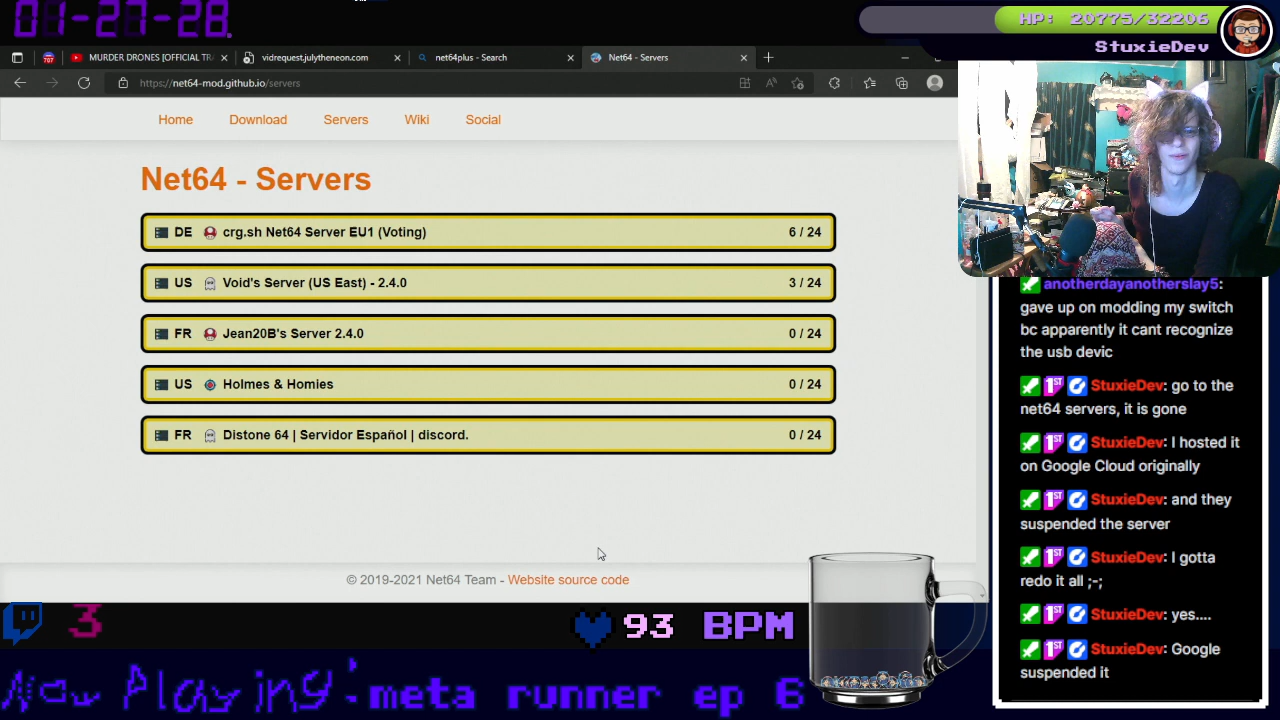 01-27-28
HP: 20775/32206
StuxieDev
MURDER DRONES [OFFICIAL TR
vidrequest.julytheneon.com
net64plus - Search
Net64 - Servers
https://net64-mod.github.io/servers
Home Download Servers Wiki Social
Net64 - Servers
DE crg.sh Net64 Server EU1 (Voting) 6 / 24
US Void's Server (US East) - 2.4.0 3 / 24
FR Jean20B's Server 2.4.0 0 / 24
US Holmes & Homies 0 / 24
FR Distone 64 | Servidor Español | discord. 0 / 24
© 2019-2021 Net64 Team - Website source code
anotherdayanotherslay5:
gave up on modding my switch
bc apparently it cant recognize
the usb devic
1ST StuxieDev: go to the
net64 servers, it is gone
1ST StuxieDev: I hosted it
on Google Cloud originally
1ST StuxieDev: and they
suspended the server
1ST StuxieDev: I gotta
redo it all ;-;
1ST StuxieDev: yes....
1ST StuxieDev: Google
suspended it
3
93 BPM
Now Playing: meta runner ep 6